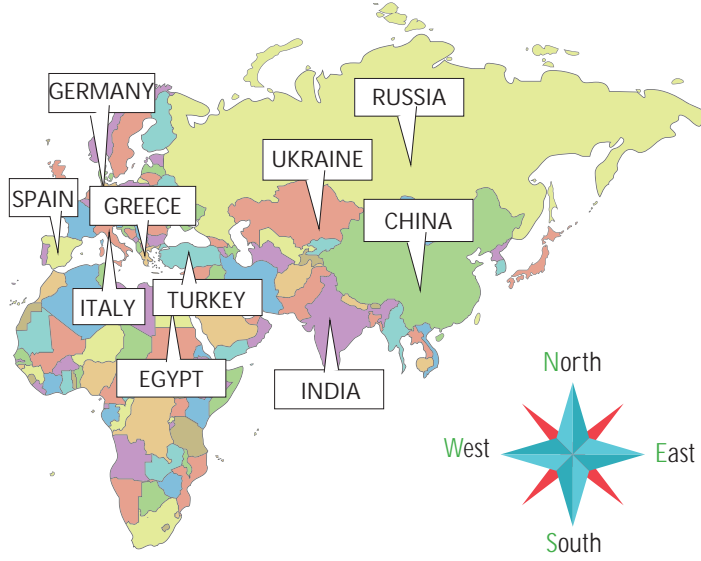 GERMANY
RUSSIA
UKRAINE
SPAIN
GREECE
CHINA
ITALY
TURKEY
EGYPT
INDIA
North
West
East
South